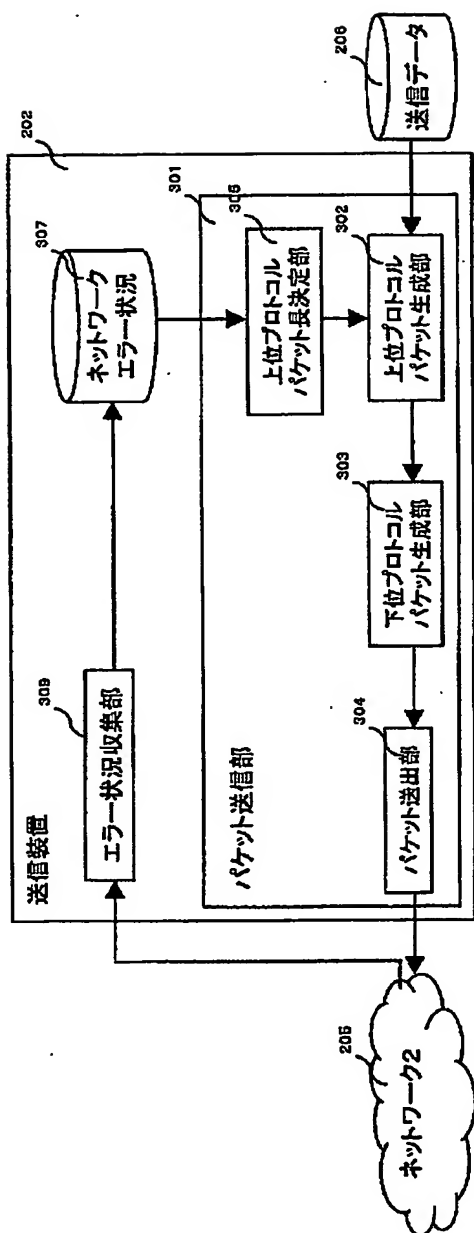 送信装置
202
309
エラー状況収集部
307
ネットワーク
エラー状況
パケット送信部
301
305
上位プロトコル
パケット長決定部
304
パケット送出部
303
下位プロトコル
パケット生成部
302
上位プロトコル
パケット生成部
205
ネットワーク2
206
送信データ